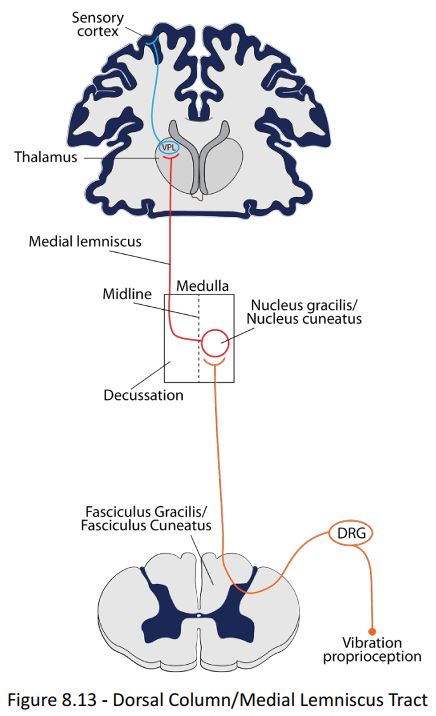 Sensory
cortex
VPL
Thalamus
Medial lemniscus
Medulla
Midline
Nucleus gracilis/
Nucleus cuneatus
Decussation
Fasciculus Gracilis/
Fasciculus Cuneatus
DRG
Vibration
proprioception
Figure 8.13 - Dorsal Column/Medial Lemniscus Tract